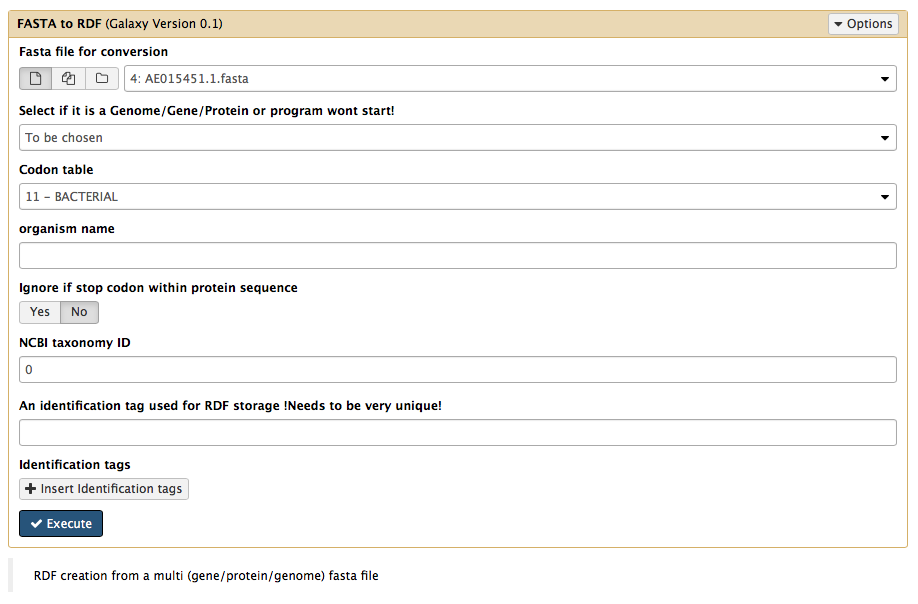 FASTA to RDF (Galaxy Version 0.1)
Options
Fasta file for conversion
4: AE015451.1.fasta
Select if it is a Genome/Gene/Protein or program wont start!
To be chosen
Codon table
11 – BACTERIAL
organism name
Ignore if stop codon within protein sequence
Yes No
NCBI taxonomy ID
0
An identification tag used for RDF storage !Needs to be very unique!
Identification tags
Insert Identification tags
Execute
RDF creation from a multi (gene/protein/genome) fasta file